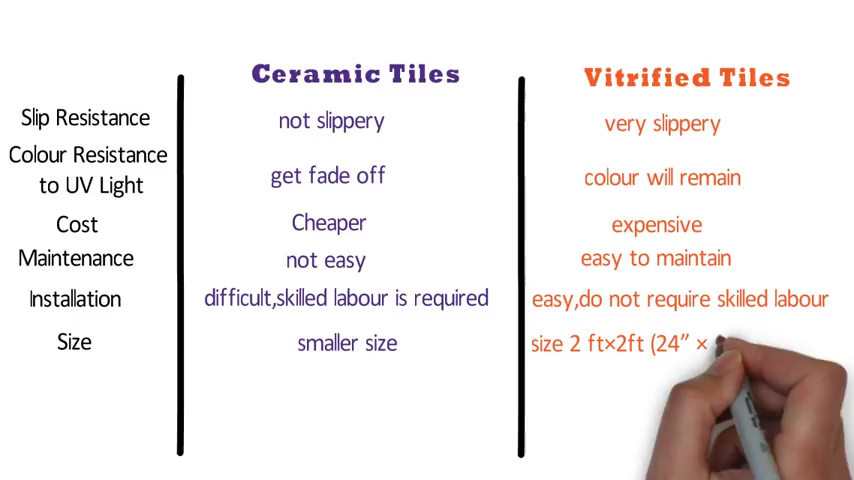 Ceramic Tiles Vitrified Tiles
Slip Resistance not slippery very slippery
Colour Resistance
to UV Light get fade off colour will remain
Cost Cheaper expensive
Maintenance not easy easy to maintain
Installation difficult,skilled labour is required easy,do not require skilled labour
Size smaller size size 2 ft×2ft (24” ×